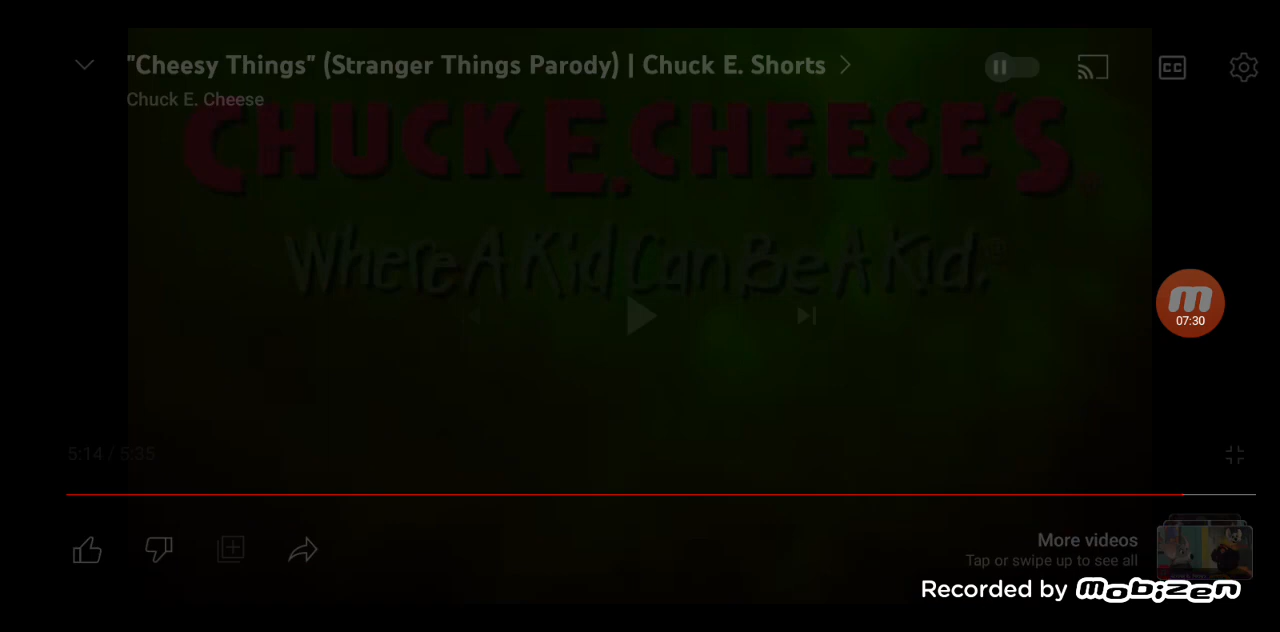 "Cheesy Things" (Stranger Things Parody) | Chuck E. Shorts
Chuck E. Cheese
CHUCK E. CHEESE'S
Where A Kid Can Be A Kid.
07:30
5:14 / 5:35
More videos
Tap or swipe up to see all
Recorded by Mobizen